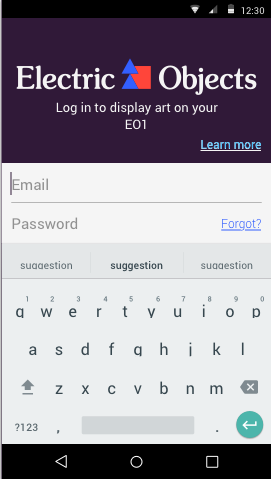 12:30
Electric Objects
Log in to display art on your
EO1
Learn more
Email
Password Forgot?
suggestion suggestion suggestion
1 2 3 4 5 6 7 8 9 0
q w e r t y u i o p
a s d f g h j k l
z x c v b n m
?123 , .